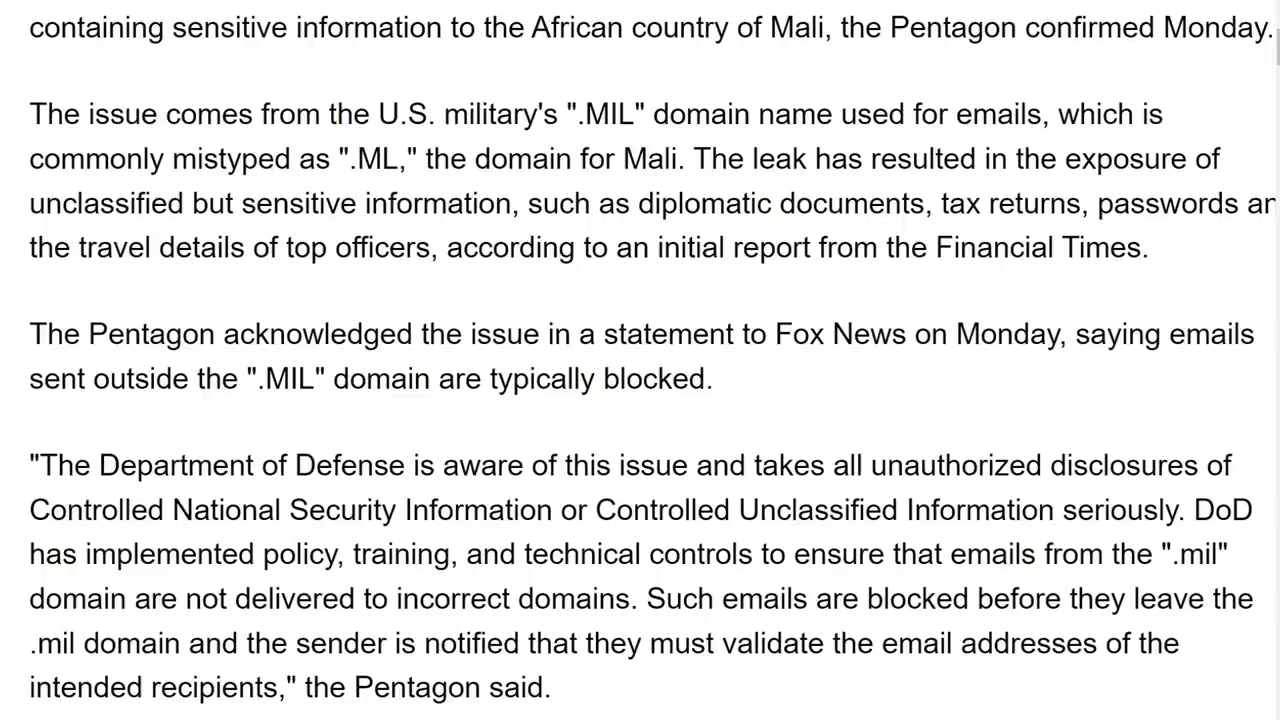 containing sensitive information to the African country of Mali, the Pentagon confirmed Monday.
The issue comes from the U.S. military's ".MIL" domain name used for emails, which is
commonly mistyped as ".ML," the domain for Mali. The leak has resulted in the exposure of
unclassified but sensitive information, such as diplomatic documents, tax returns, passwords
the travel details of top officers, according to an initial report from the Financial Times.
The Pentagon acknowledged the issue in a statement to Fox News on Monday, saying emails
sent outside the ".MIL" domain are typically blocked.
"The Department of Defense is aware of this issue and takes all unauthorized disclosures of
Controlled National Security Information or Controlled Unclassified Information seriously. DoD
has implemented policy, training, and technical controls to ensure that emails from the ".mil"
domain are not delivered to incorrect domains. Such emails are blocked before they leave the
.mil domain and the sender is notified that they must validate the email addresses of the
intended recipients," the Pentagon said.